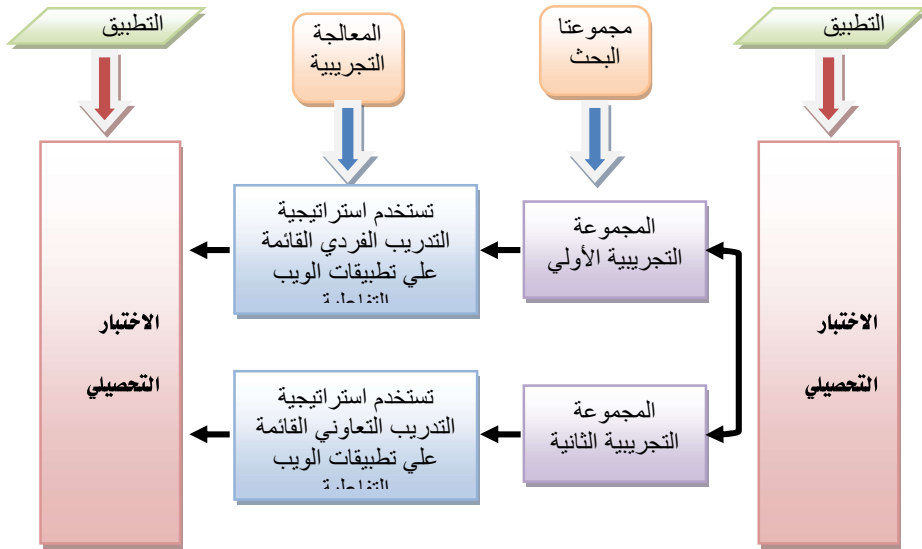 التطبيق
مجموعتا
البحث
المعالجة
التجريبية
التطبيق
الاختبار
التحصيلي
المجموعة
التجريبية الأولي
تستخدم استراتيجية
التدريب الفردي القائمة
علي تطبيقات الويب
المجموعة
التجريبية الثانية
تستخدم استراتيجية
التدريب التعاوني القائمة
علي تطبيقات الويب
الاختبار
التحصيلي